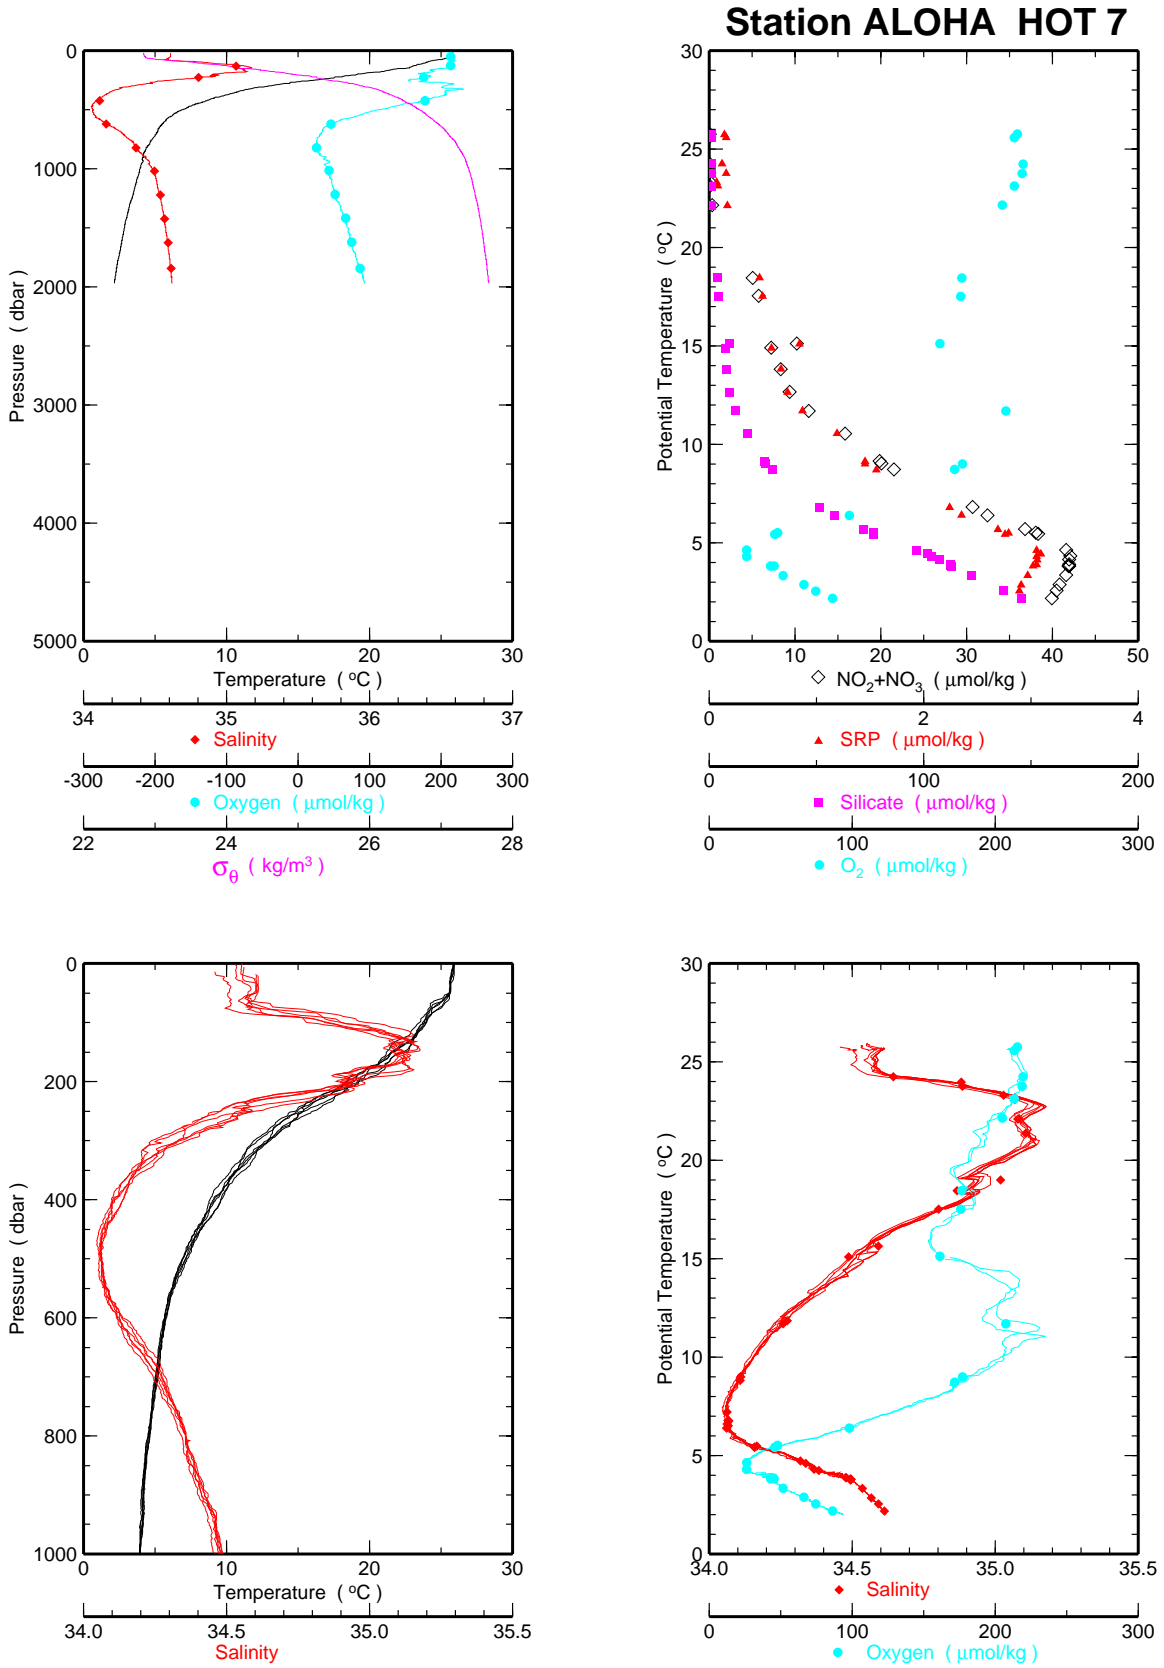 Station ALOHA HOT 7
0
1000
2000
3000
4000
5000
Pressure ( dbar)
0 10 20 30
Temperature ( °C)
34 35 36 37
Salinity
-300 -200 -100 0 100 200 300
Oxygen ( μmol/kg)
22 23 24 25 26 27 28
σθ ( kg/m³)
30
25
20
15
10
5
0
Potential Temperature ( °C)
0 10 20 30 40 50
NO₂+NO₃ ( μmol/kg)
0 2 4
SRP ( μmol/kg)
0 100 200
Silicate ( μmol/kg)
0 100 200 300
O₂ ( μmol/kg)
0
200
400
600
800
1000
Pressure ( dbar)
0 10 20 30
Temperature ( °C)
34.0 34.5 35.0 35.5
Salinity
30
25
20
15
10
5
0
Potential Temperature ( °C)
34.0 34.5 35.0 35.5
Salinity
0 100 200 300
Oxygen ( μmol/kg)